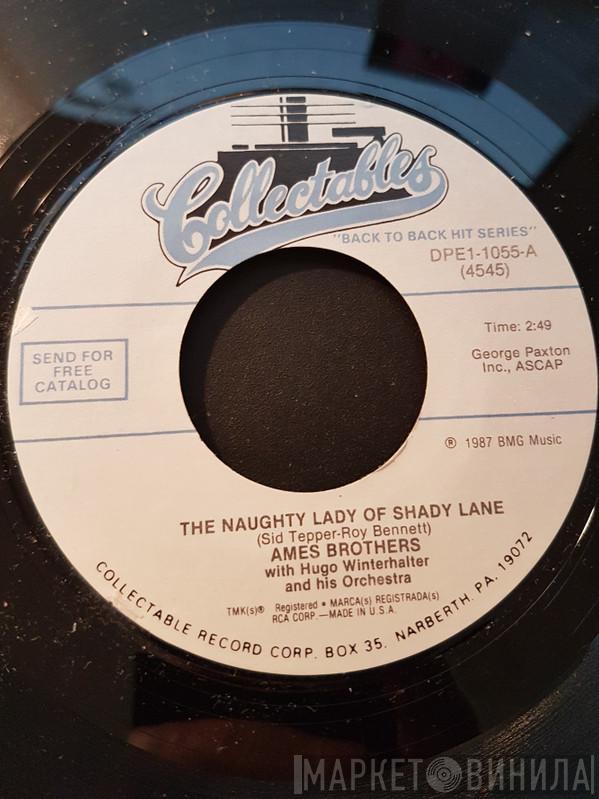 Collectables
"BACK TO BACK HIT SERIES"
DPE1-1055-A
(4545)
SEND FOR
FREE
CATALOG
Time: 2:49
George Paxton
Inc., ASCAP
℗ 1987 BMG Music
THE NAUGHTY LADY OF SHADY LANE
(Sid Tepper-Roy Bennett)
AMES BROTHERS
with Hugo Winterhalter
and his Orchestra
TMK(s)® Registered • MARCA(s) REGISTRADA(s)
RCA CORP.—MADE IN U.S.A.
COLLECTABLE RECORD CORP. BOX 35, NARBERTH, PA. 19072
МАРКЕТОВИНИЛА